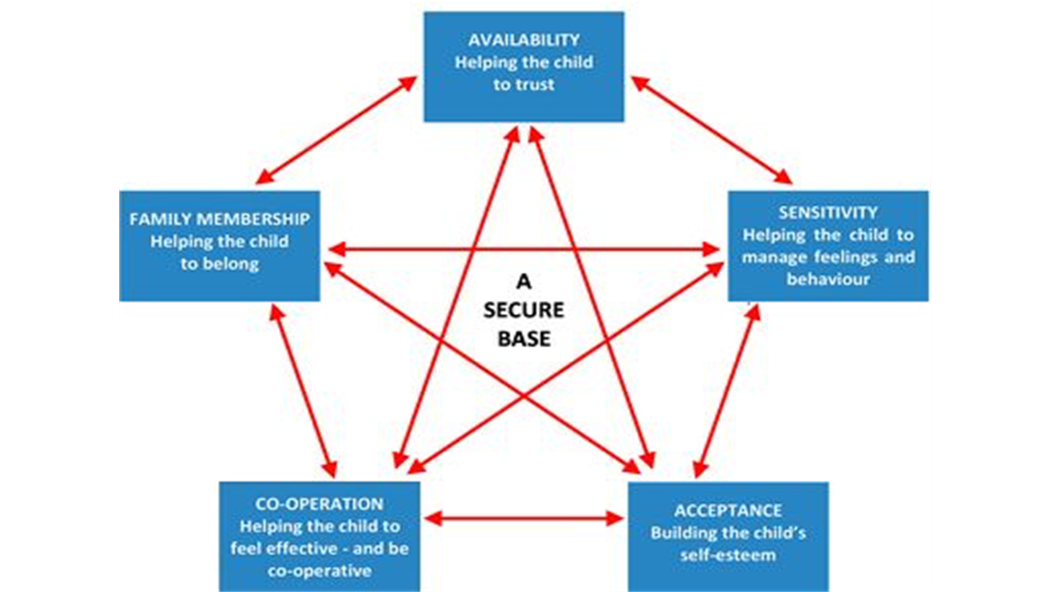 AVAILABILITY
Helping the child
to trust
FAMILY MEMBERSHIP
Helping the child
to belong
SENSITIVITY
Helping the child to
manage feelings and
behaviour
A
SECURE
BASE
CO-OPERATION
Helping the child to
feel effective - and be
co-operative
ACCEPTANCE
Building the child's
self-esteem